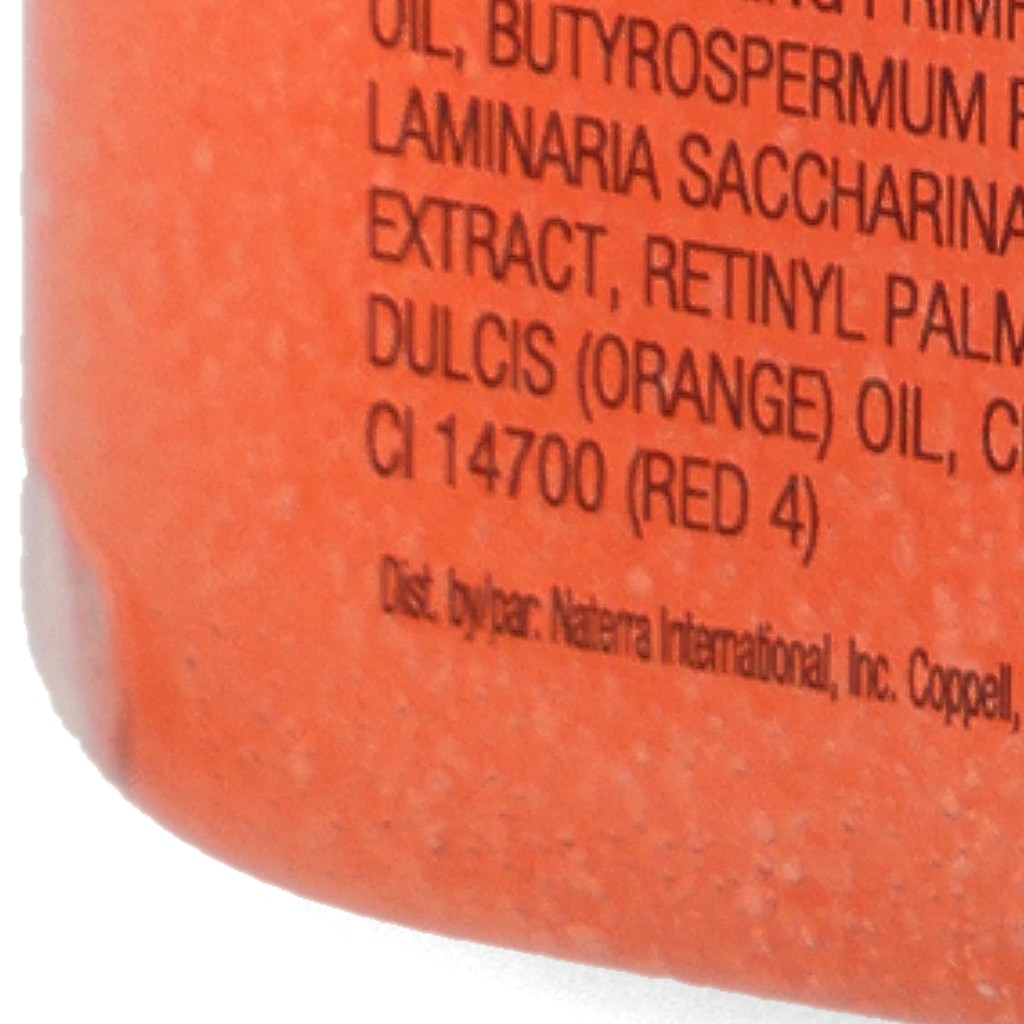 OIL, BUTYROSPERMUM
LAMINARIA SACCHARINA
EXTRACT, RETINYL PALM
DULCIS (ORANGE) OIL, C
CI 14700 (RED 4)
Dist. by/par: Naterra International, Inc. Coppell,